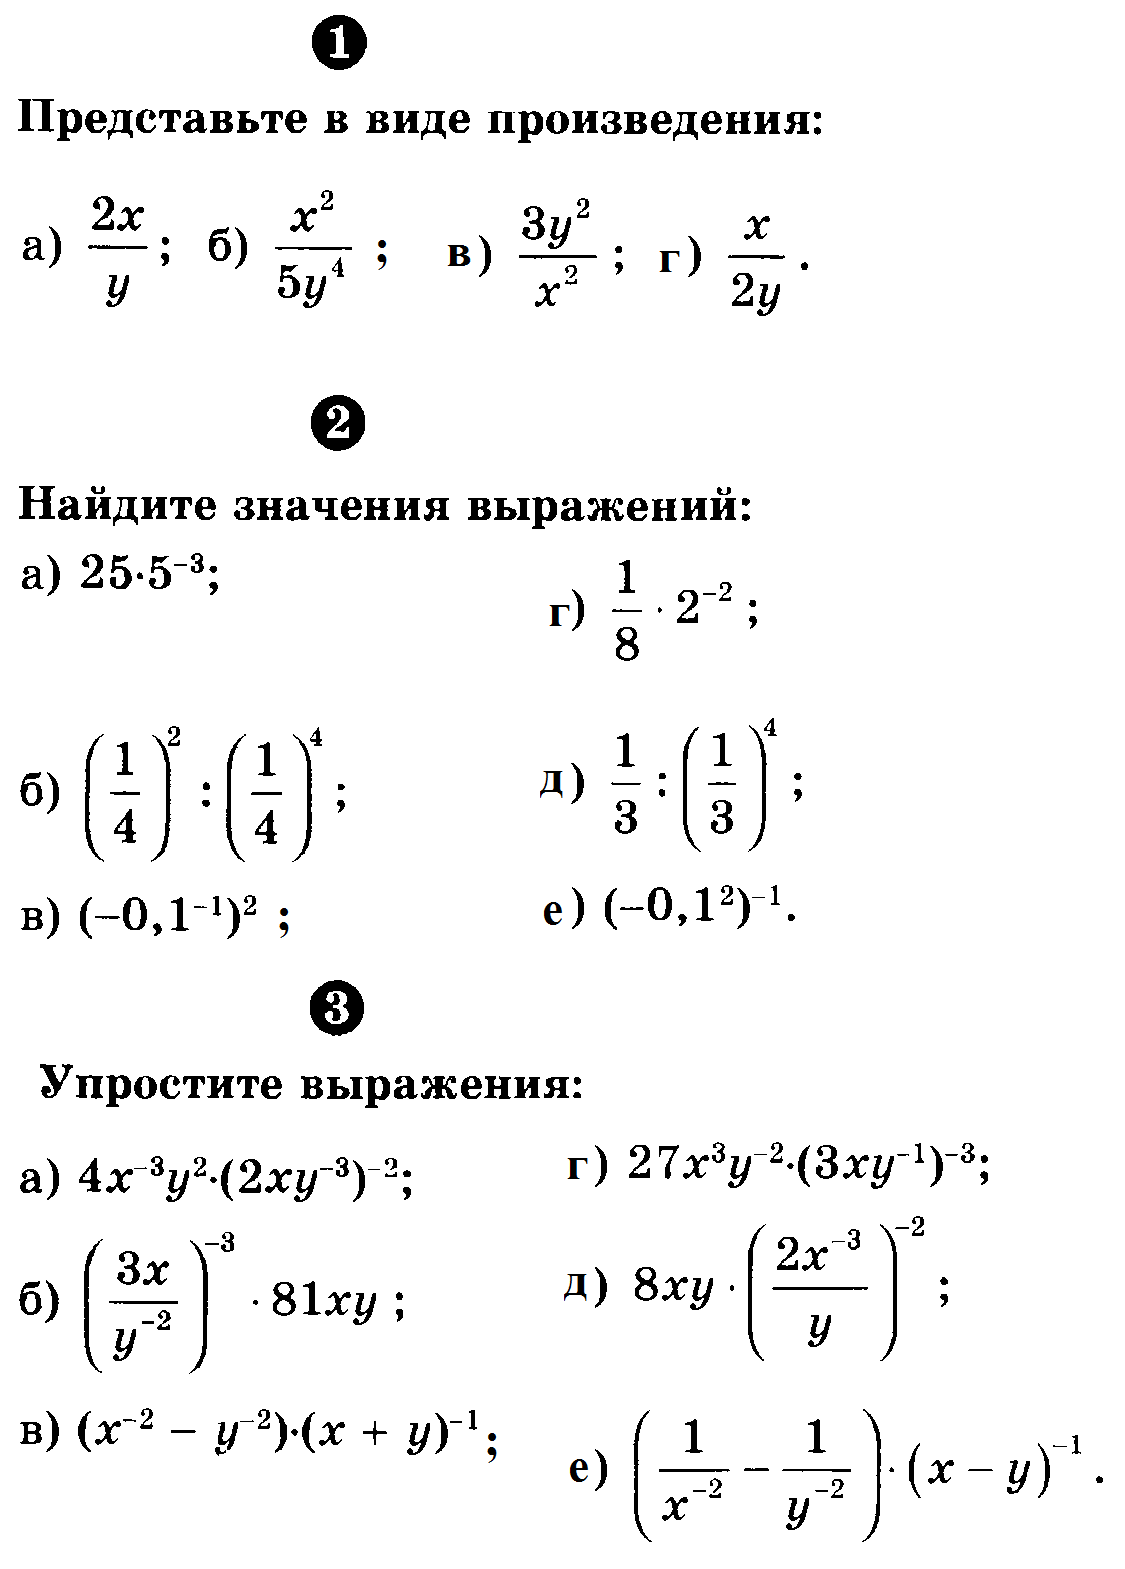 1
Представьте в виде произведения:
а) 2x/y; б) x²/5y⁴ ; в) 3y²/x² ; г) x/2y .
2
Найдите значения выражений:
а) 25·5⁻³;
г) 1/8 · 2⁻² ;
б) (1/4)² : (1/4)⁴ ;
д) 1/3 : (1/3)⁴ ;
в) (–0,1⁻¹)² ;
е) (–0,1²)⁻¹.
3
Упростите выражения:
а) 4x⁻³y²·(2xy⁻³)⁻²;
г) 27x³y⁻²·(3xy⁻¹)⁻³;
б) (3x/y⁻²)⁻³ · 81xy ;
д) 8xy · (2x⁻³/y)⁻² ;
в) (x⁻² – y⁻²)·(x + y)⁻¹;
е) (1/x⁻² – 1/y⁻²) · (x – y)⁻¹ .